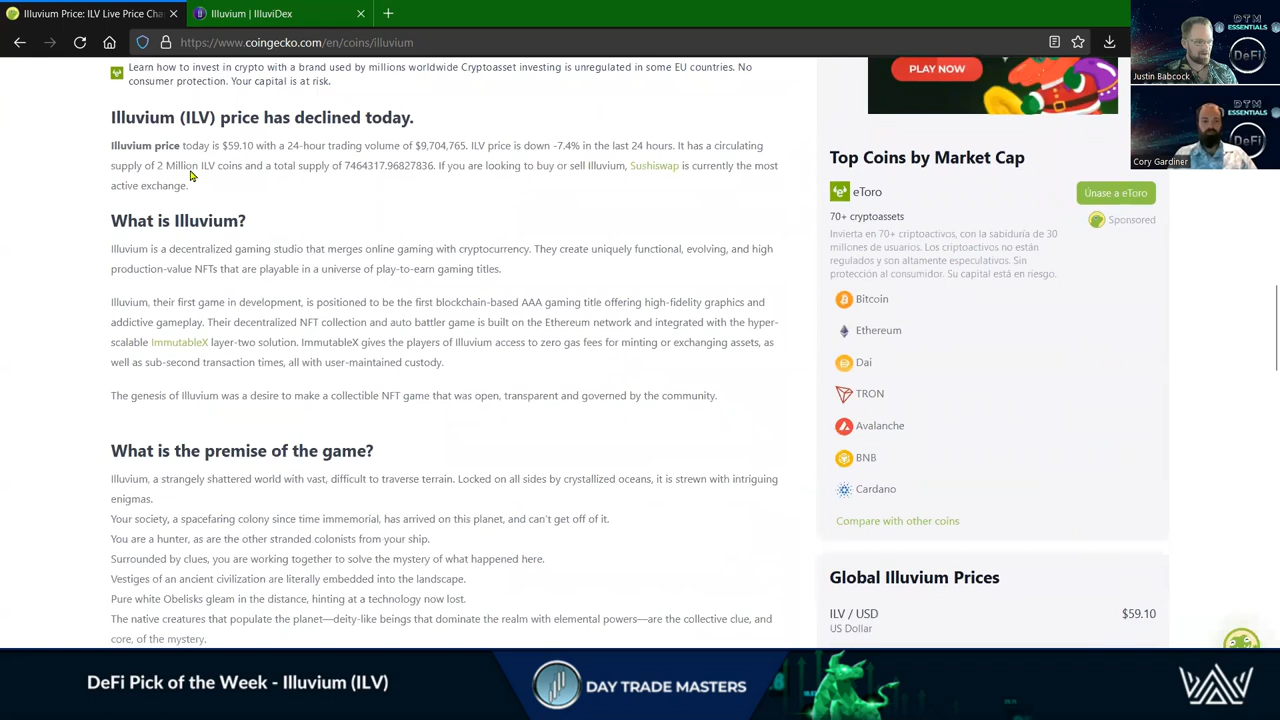 Illuvium Price: ILV Live Price Cha
Illuvium | IlluviDex
https://www.coingecko.com/en/coins/illuvium
DTM
ESSENTIALS
DeFi
Justin Babcock
DTM
ESSENTIALS
DeFi
Cory Gardiner
Learn how to invest in crypto with a brand used by millions worldwide Cryptoasset investing is unregulated in some EU countries. No
consumer protection. Your capital is at risk.
PLAY NOW
Illuvium (ILV) price has declined today.
Illuvium price today is $59.10 with a 24-hour trading volume of $9,704,765. ILV price is down -7.4% in the last 24 hours. It has a circulating
supply of 2 Million ILV coins and a total supply of 7464317.96827836. If you are looking to buy or sell Illuvium, Sushiswap is currently the most
active exchange.
What is Illuvium?
Illuvium is a decentralized gaming studio that merges online gaming with cryptocurrency. They create uniquely functional, evolving, and high
production-value NFTs that are playable in a universe of play-to-earn gaming titles.
Illuvium, their first game in development, is positioned to be the first blockchain-based AAA gaming title offering high-fidelity graphics and
addictive gameplay. Their decentralized NFT collection and auto battler game is built on the Ethereum network and integrated with the hyper-
scalable ImmutableX layer-two solution. ImmutableX gives the players of Illuvium access to zero gas fees for minting or exchanging assets, as
well as sub-second transaction times, all with user-maintained custody.
The genesis of Illuvium was a desire to make a collectible NFT game that was open, transparent and governed by the community.
What is the premise of the game?
Illuvium, a strangely shattered world with vast, difficult to traverse terrain. Locked on all sides by crystallized oceans, it is strewn with intriguing
enigmas.
Your society, a spacefaring colony since time immemorial, has arrived on this planet, and can't get off of it.
You are a hunter, as are the other stranded colonists from your ship.
Surrounded by clues, you are working together to solve the mystery of what happened here.
Vestiges of an ancient civilization are literally embedded into the landscape.
Pure white Obelisks gleam in the distance, hinting at a technology now lost.
The native creatures that populate the planet—deity-like beings that dominate the realm with elemental powers—are the collective clue, and
core, of the mystery.
Top Coins by Market Cap
eToro
Únase a eToro
70+ cryptoassets
Sponsored
Invierta en 70+ criptoactivos, con la sabiduría de 30
millones de usuarios. Los criptoactivos no están
regulados y son altamente especulativos. Sin
protección al consumidor. Su capital está en riesgo.
Bitcoin
Ethereum
Dai
TRON
Avalanche
BNB
Cardano
Compare with other coins
Global Illuvium Prices
ILV / USD
$59.10
US Dollar
DeFi Pick of the Week - Illuvium (ILV)
DAY TRADE MASTERS